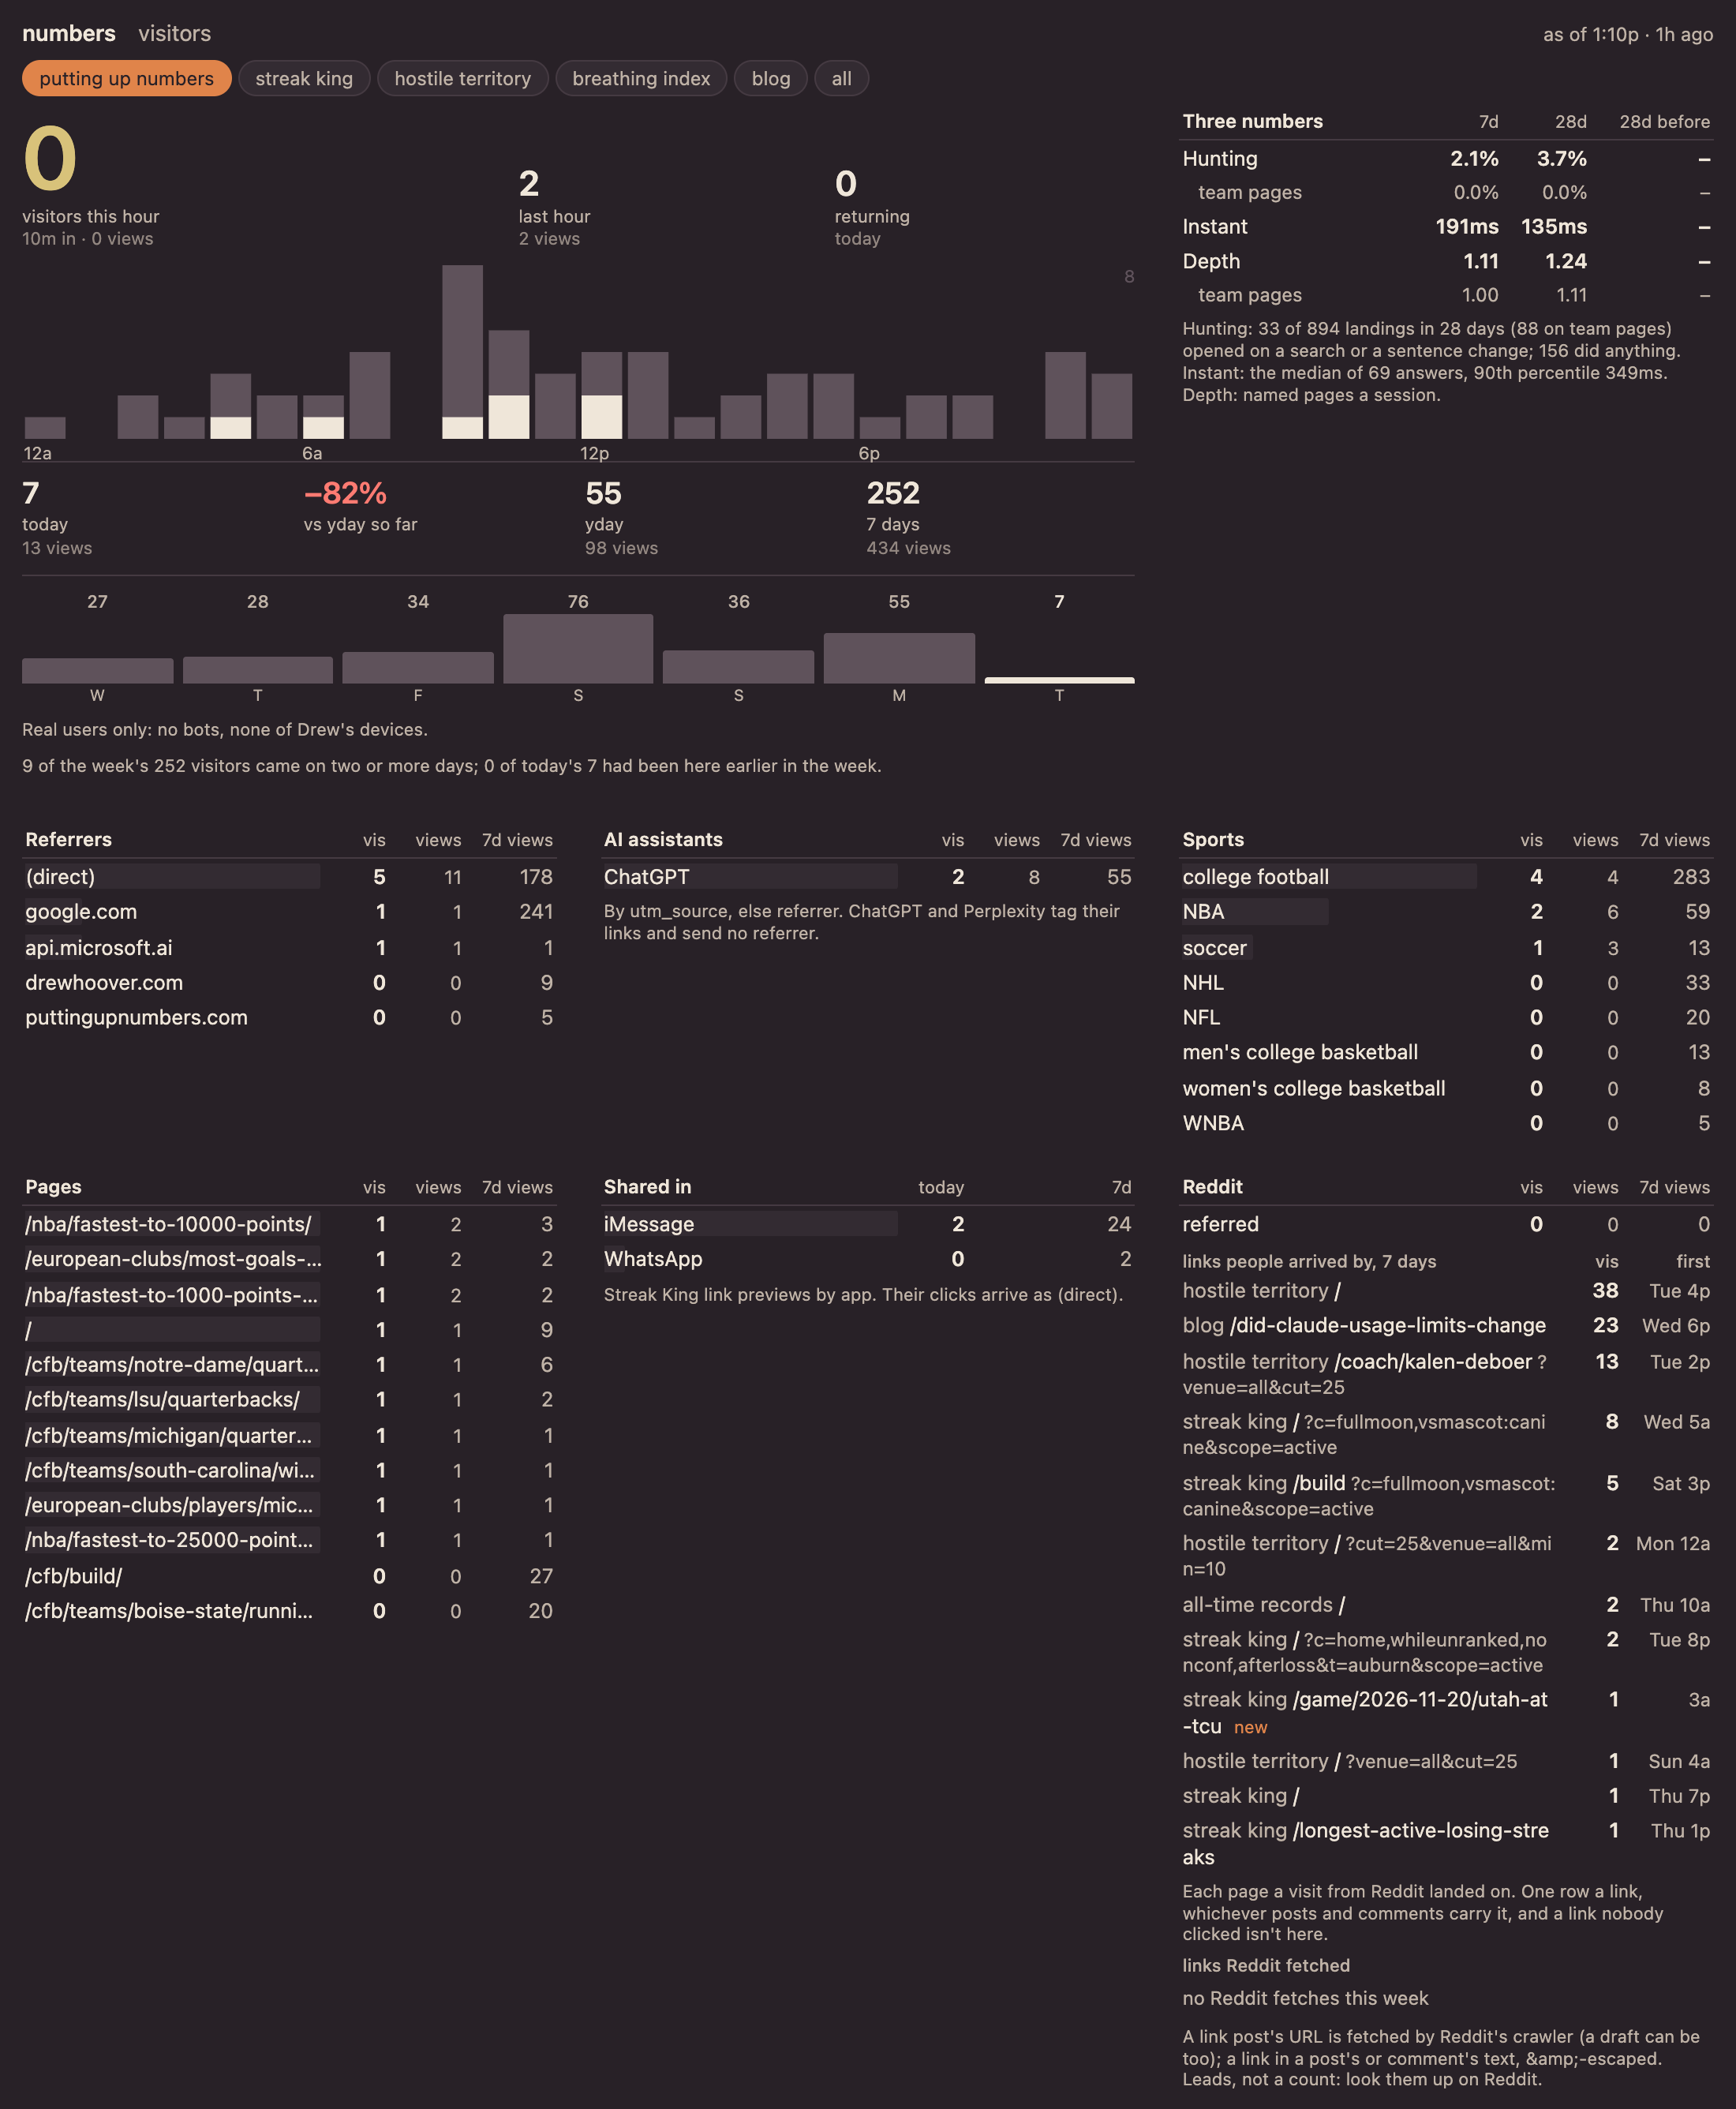 numbers visitors
as of 1:10p · 1h ago
putting up numbers streak king hostile territory breathing index blog all
0
visitors this hour
10m in · 0 views
2
last hour
2 views
0
returning
today
8
12a 6a 12p 6p
7
today
13 views
–82%
vs yday so far
55
yday
98 views
252
7 days
434 views
27 28 34 76 36 55 7
W T F S S M T
Real users only: no bots, none of Drew's devices.
9 of the week's 252 visitors came on two or more days; 0 of today's 7 had been here earlier in the week.
Three numbers 7d 28d 28d before
Hunting 2.1% 3.7% –
team pages 0.0% 0.0% –
Instant 191ms 135ms –
Depth 1.11 1.24 –
team pages 1.00 1.11 –
Hunting: 33 of 894 landings in 28 days (88 on team pages)
opened on a search or a sentence change; 156 did anything.
Instant: the median of 69 answers, 90th percentile 349ms.
Depth: named pages a session.
Referrers vis views 7d views
(direct) 5 11 178
google.com 1 1 241
api.microsoft.ai 1 1 1
drewhoover.com 0 0 9
puttingupnumbers.com 0 0 5
AI assistants vis views 7d views
ChatGPT 2 8 55
By utm_source, else referrer. ChatGPT and Perplexity tag their
links and send no referrer.
Sports vis views 7d views
college football 4 4 283
NBA 2 6 59
soccer 1 3 13
NHL 0 0 33
NFL 0 0 20
men's college basketball 0 0 13
women's college basketball 0 0 8
WNBA 0 0 5
Pages vis views 7d views
/nba/fastest-to-10000-points/ 1 2 3
/european-clubs/most-goals-... 1 2 2
/nba/fastest-to-1000-points-... 1 2 2
/ 1 1 9
/cfb/teams/notre-dame/quart... 1 1 6
/cfb/teams/lsu/quarterbacks/ 1 1 2
/cfb/teams/michigan/quarter... 1 1 1
/cfb/teams/south-carolina/wi... 1 1 1
/european-clubs/players/mic... 1 1 1
/nba/fastest-to-25000-point... 1 1 1
/cfb/build/ 0 0 27
/cfb/teams/boise-state/runni... 0 0 20
Shared in today 7d
iMessage 2 24
WhatsApp 0 2
Streak King link previews by app. Their clicks arrive as (direct).
Reddit vis views 7d views
referred 0 0 0
links people arrived by, 7 days vis first
hostile territory / 38 Tue 4p
blog /did-claude-usage-limits-change 23 Wed 6p
hostile territory /coach/kalen-deboer ? 13 Tue 2p
venue=all&cut=25
streak king / ?c=fullmoon,vsmascot:cani 8 Wed 5a
ne&scope=active
streak king /build ?c=fullmoon,vsmascot: 5 Sat 3p
canine&scope=active
hostile territory / ?cut=25&venue=all&mi 2 Mon 12a
n=10
all-time records / 2 Thu 10a
streak king / ?c=home,whileunranked,no 2 Tue 8p
nconf,afterloss&t=auburn&scope=active
streak king /game/2026-11-20/utah-at 1 3a
-tcu new
hostile territory / ?venue=all&cut=25 1 Sun 4a
streak king / 1 Thu 7p
streak king /longest-active-losing-stre 1 Thu 1p
aks
Each page a visit from Reddit landed on. One row a link,
whichever posts and comments carry it, and a link nobody
clicked isn't here.
links Reddit fetched
no Reddit fetches this week
A link post's URL is fetched by Reddit's crawler (a draft can be
too); a link in a post's or comment's text, &amp;-escaped.
Leads, not a count: look them up on Reddit.